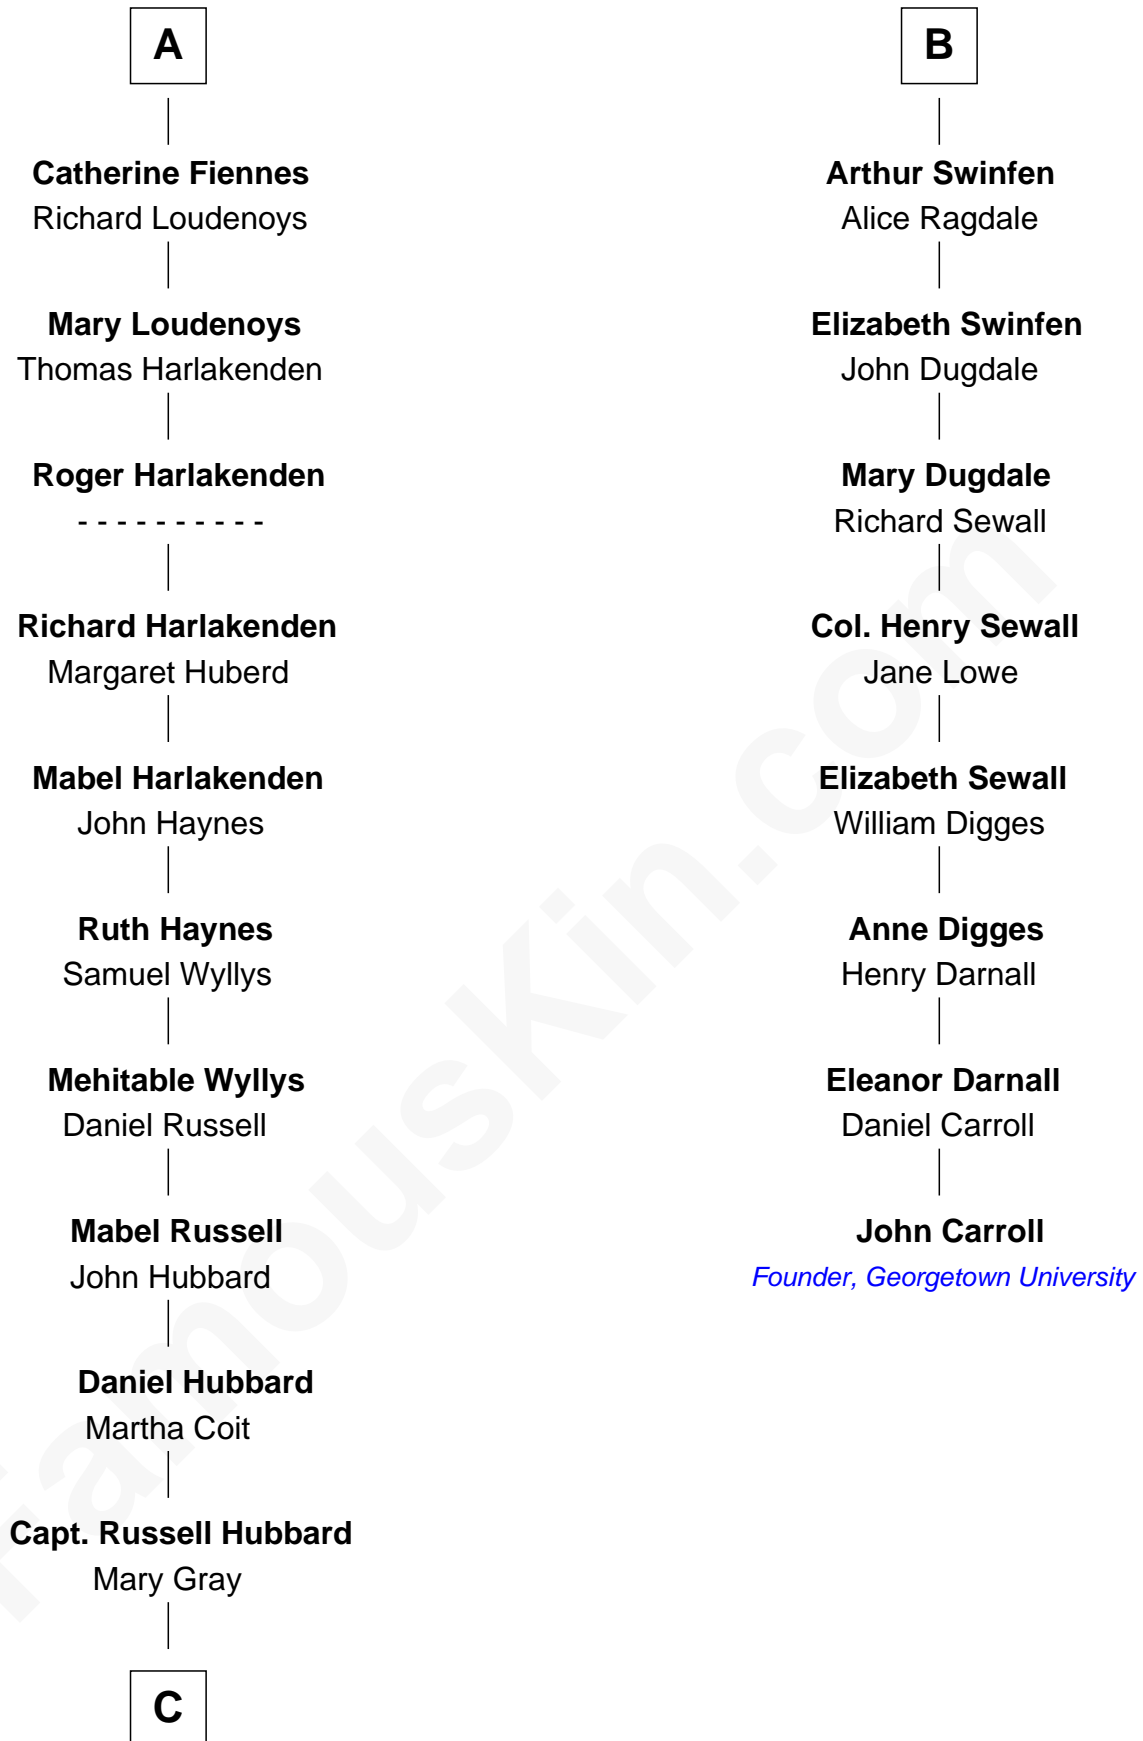 A
Catherine Fiennes
Richard Loudenoys
Mary Loudenoys
Thomas Harlakenden
Roger Harlakenden
- - - - - - - - - -
Richard Harlakenden
Margaret Huberd
Mabel Harlakenden
John Haynes
Ruth Haynes
Samuel Wyllys
Mehitable Wyllys
Daniel Russell
Mabel Russell
John Hubbard
Daniel Hubbard
Martha Coit
Capt. Russell Hubbard
Mary Gray
C
B
Arthur Swinfen
Alice Ragdale
Elizabeth Swinfen
John Dugdale
Mary Dugdale
Richard Sewall
Col. Henry Sewall
Jane Lowe
Elizabeth Sewall
William Digges
Anne Digges
Henry Darnall
Eleanor Darnall
Daniel Carroll
John Carroll
Founder, Georgetown University
FamousKin.com